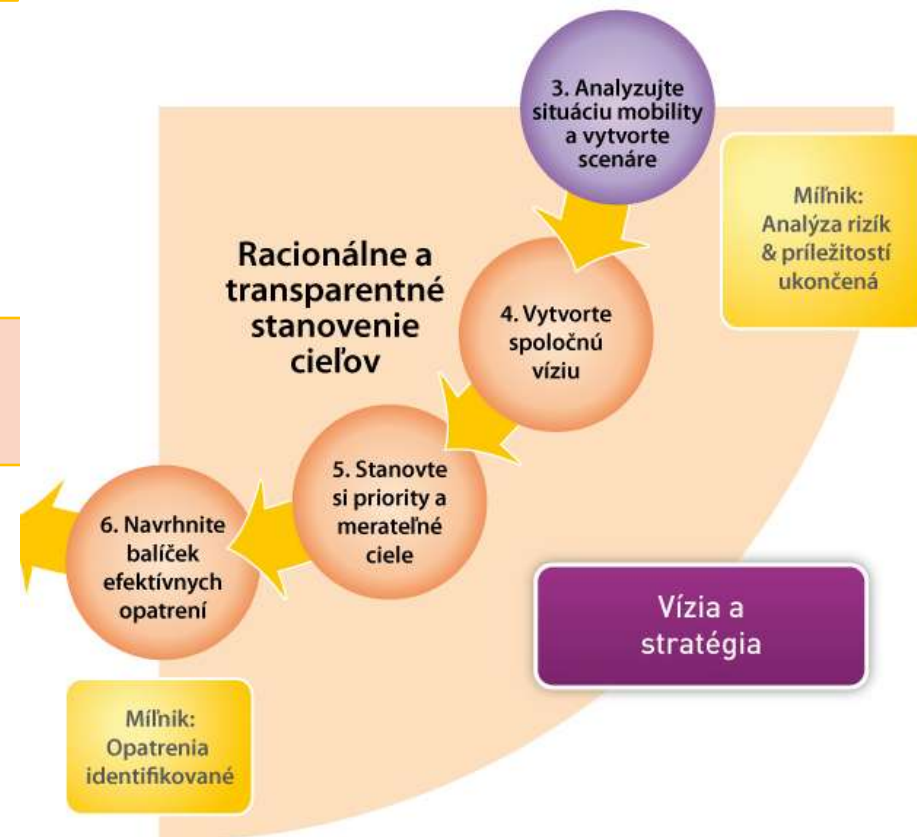 3. Analyzujte
situáciu mobility
a vytvorte
scenáre
Míľnik:
Analýza rizík
& príležitostí
ukončená
Racionálne a
transparentné
stanovenie
cieľov
4. Vytvorte
spoločnú
víziu
5. Stanovte
si priority a
merateľné
ciele
6. Navrhnite
balíček
efektívnych
opatrení
Vízia a
stratégia
Míľnik:
Opatrenia
identifikované